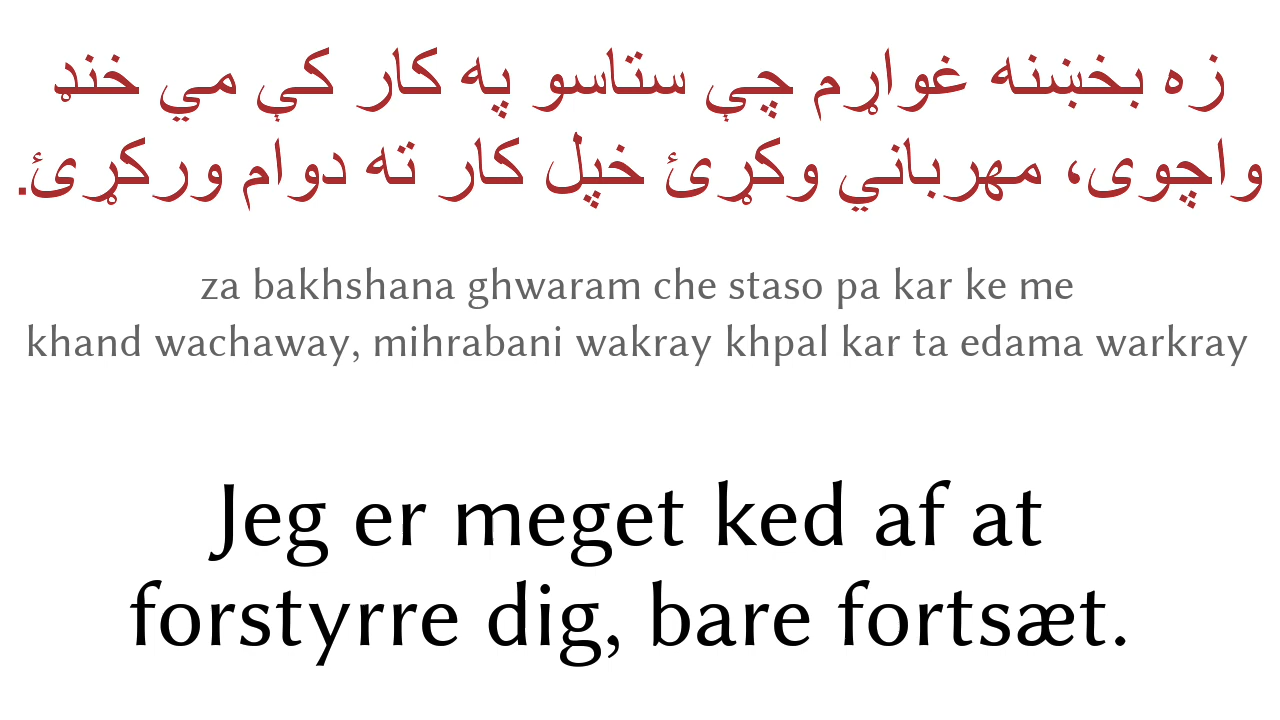 زه بخښنه غواړم چې ستاسو په کار کې مي خنډ
واچوی، مهرباني وکړئ خپل کار ته دوام ورکړئ.
za bakhshana ghwaram che staso pa kar ke me
khand wachaway, mihrabani wakray khpal kar ta edama warkray
Jeg er meget ked af at
forstyrre dig, bare fortsæt.